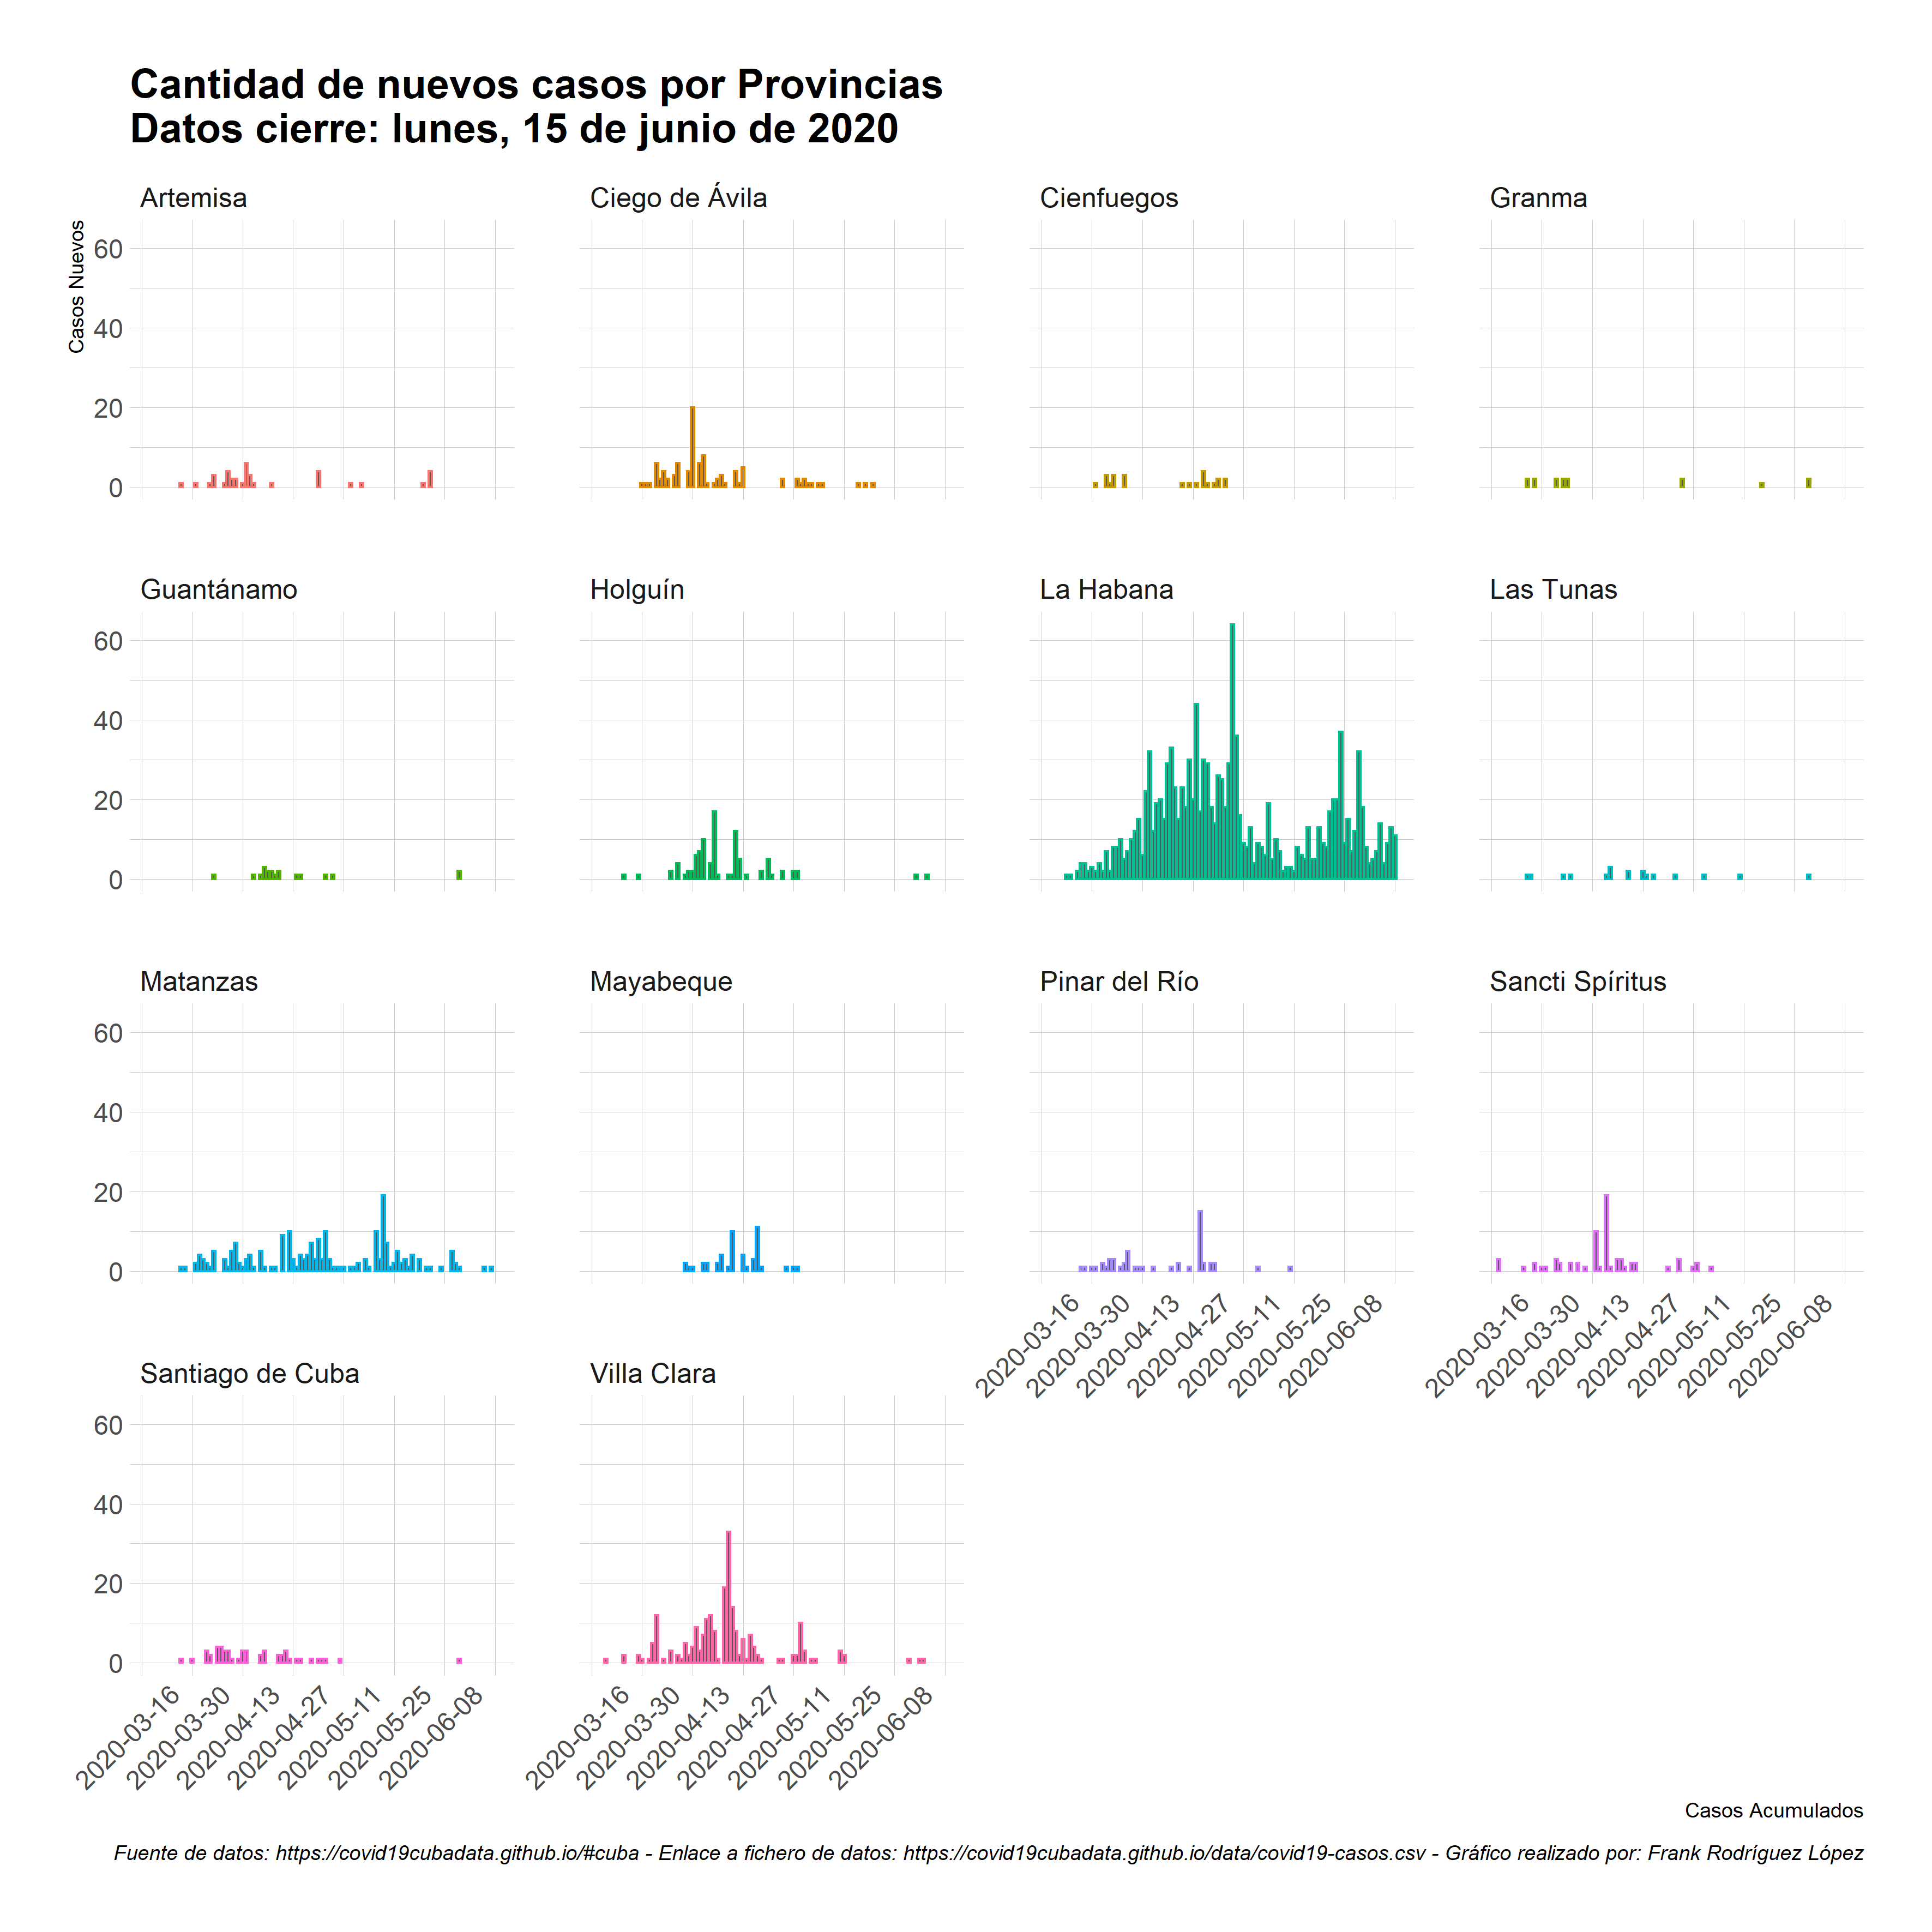 Cantidad de nuevos casos por Provincias
Datos cierre: lunes, 15 de junio de 2020
Artemisa
Ciego de Ávila
Cienfuegos
Granma
Casos Nuevos
60
40
20
0
Guantánamo
Holguín
La Habana
Las Tunas
60
40
20
0
Matanzas
Mayabeque
Pinar del Río
Sancti Spíritus
60
40
20
0
2020-03-16
2020-03-30
2020-04-13
2020-04-27
2020-05-11
2020-05-25
2020-06-08
2020-03-16
2020-03-30
2020-04-13
2020-04-27
2020-05-11
2020-05-25
2020-06-08
Santiago de Cuba
Villa Clara
60
40
20
0
2020-03-16
2020-03-30
2020-04-13
2020-04-27
2020-05-11
2020-05-25
2020-06-08
2020-03-16
2020-03-30
2020-04-13
2020-04-27
2020-05-11
2020-05-25
2020-06-08
Casos Acumulados
Fuente de datos: https://covid19cubadata.github.io/#cuba - Enlace a fichero de datos: https://covid19cubadata.github.io/data/covid19-casos.csv - Gráfico realizado por: Frank Rodríguez López